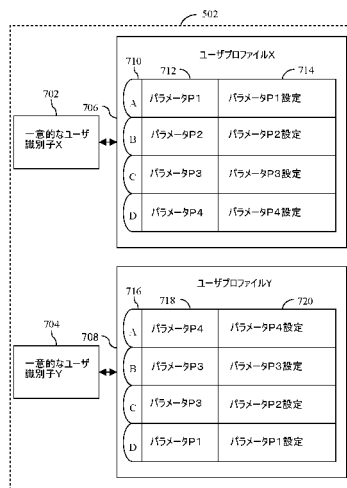 502
ユーザプロファイルX
710
712
714
702
706
一意的なユーザ
識別子X
A パラメータP1 パラメータP1設定
B パラメータP2 パラメータP2設定
C パラメータP3 パラメータP3設定
D パラメータP4 パラメータP4設定
ユーザプロファイルY
716
718
720
704
708
一意的なユーザ
識別子Y
A パラメータP4 パラメータP4設定
B パラメータP3 パラメータP3設定
C パラメータP3 パラメータP2設定
D パラメータP1 パラメータP1設定